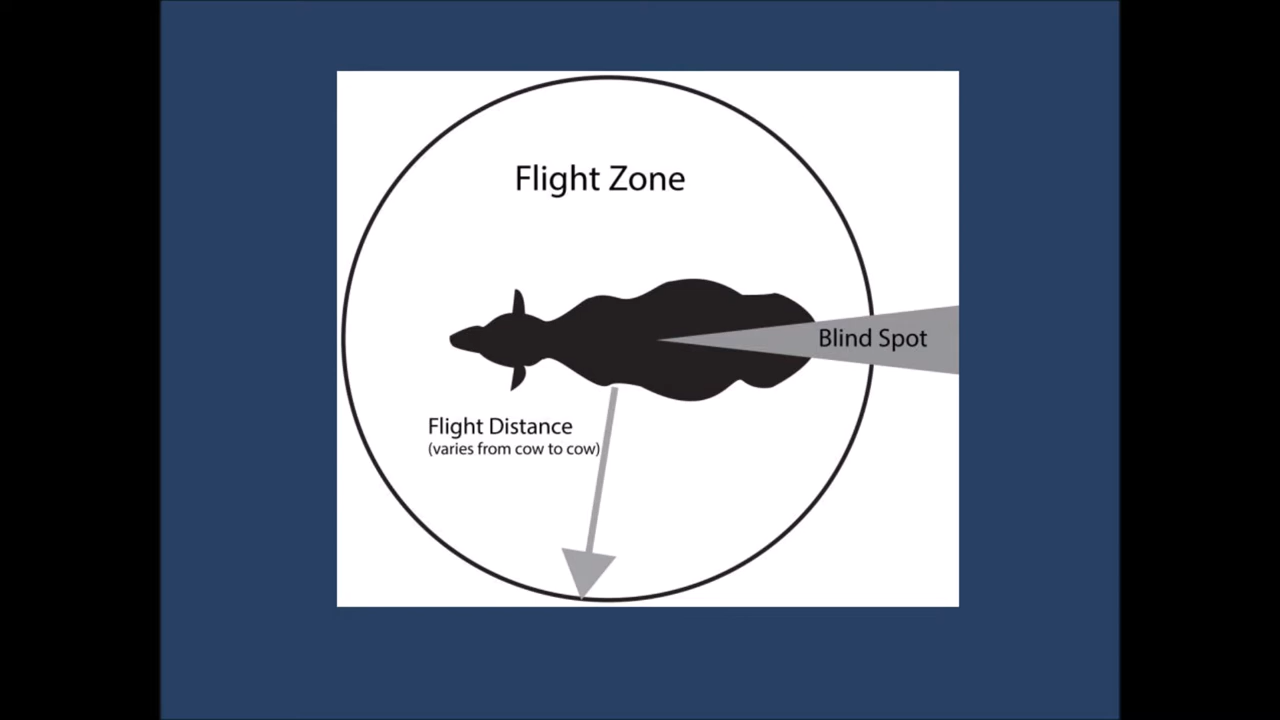 Flight Zone
Blind Spot
Flight Distance
(varies from cow to cow)